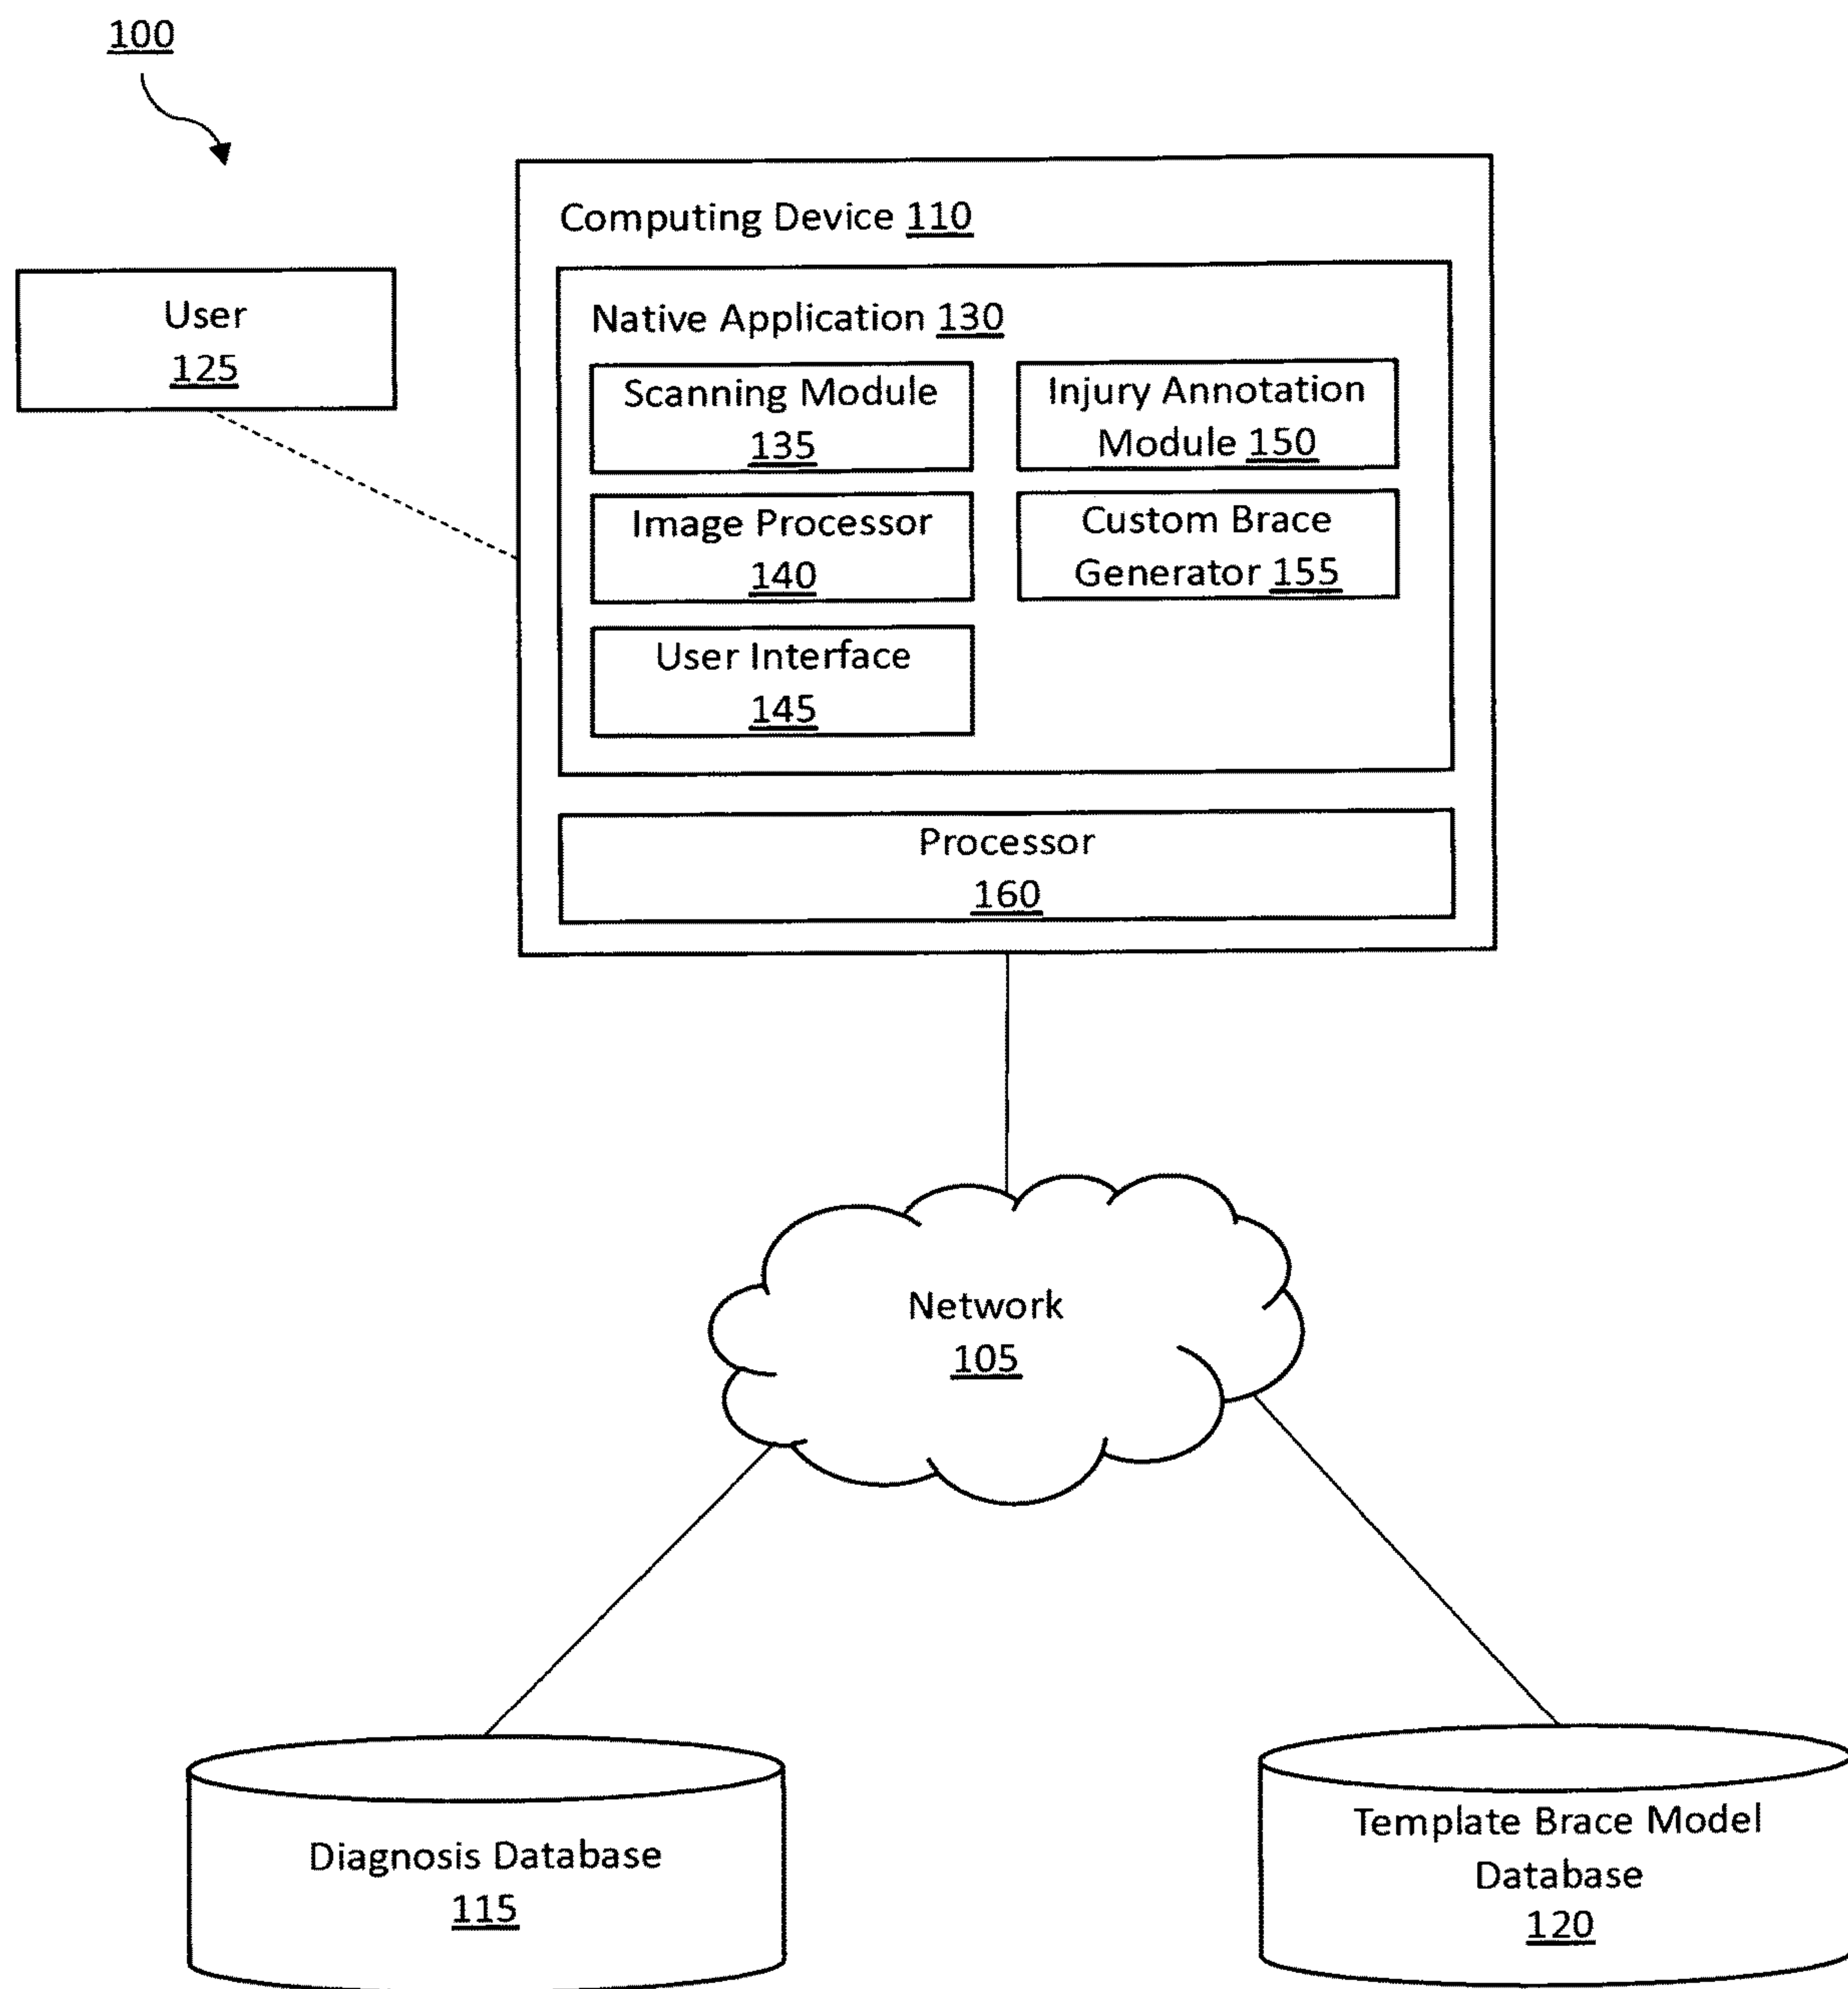 100
Computing Device 110
User
125
Native Application 130
Scanning Module
135
Injury Annotation
Module 150
Image Processor
140
Custom Brace
Generator 155
User Interface
145
Processor
160
Network
105
Diagnosis Database
115
Template Brace Model
Database
120